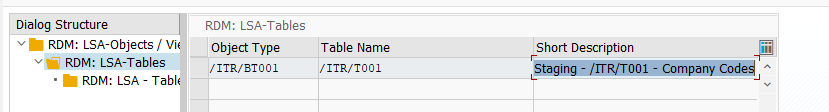 Dialog Structure
RDM: LSA-Objects / Vie
RDM: LSA-Tables
RDM: LSA - Table
RDM: LSA-Tables
Object Type Table Name Short Description
/ITR/BT001 /ITR/T001 Staging - /ITR/T001 - Company Codes